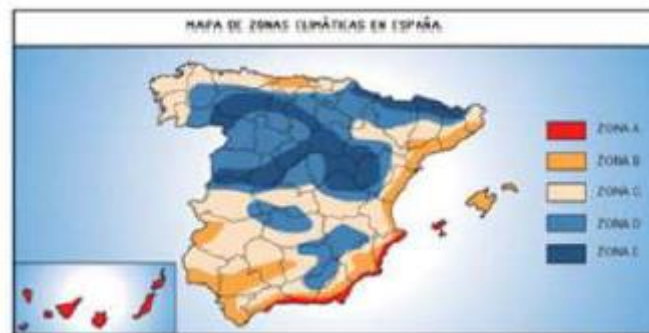 MAPA DE ZONAS CLIMÁTICAS EN ESPAÑA
ZONA A
ZONA B
ZONA C
ZONA D
ZONA E